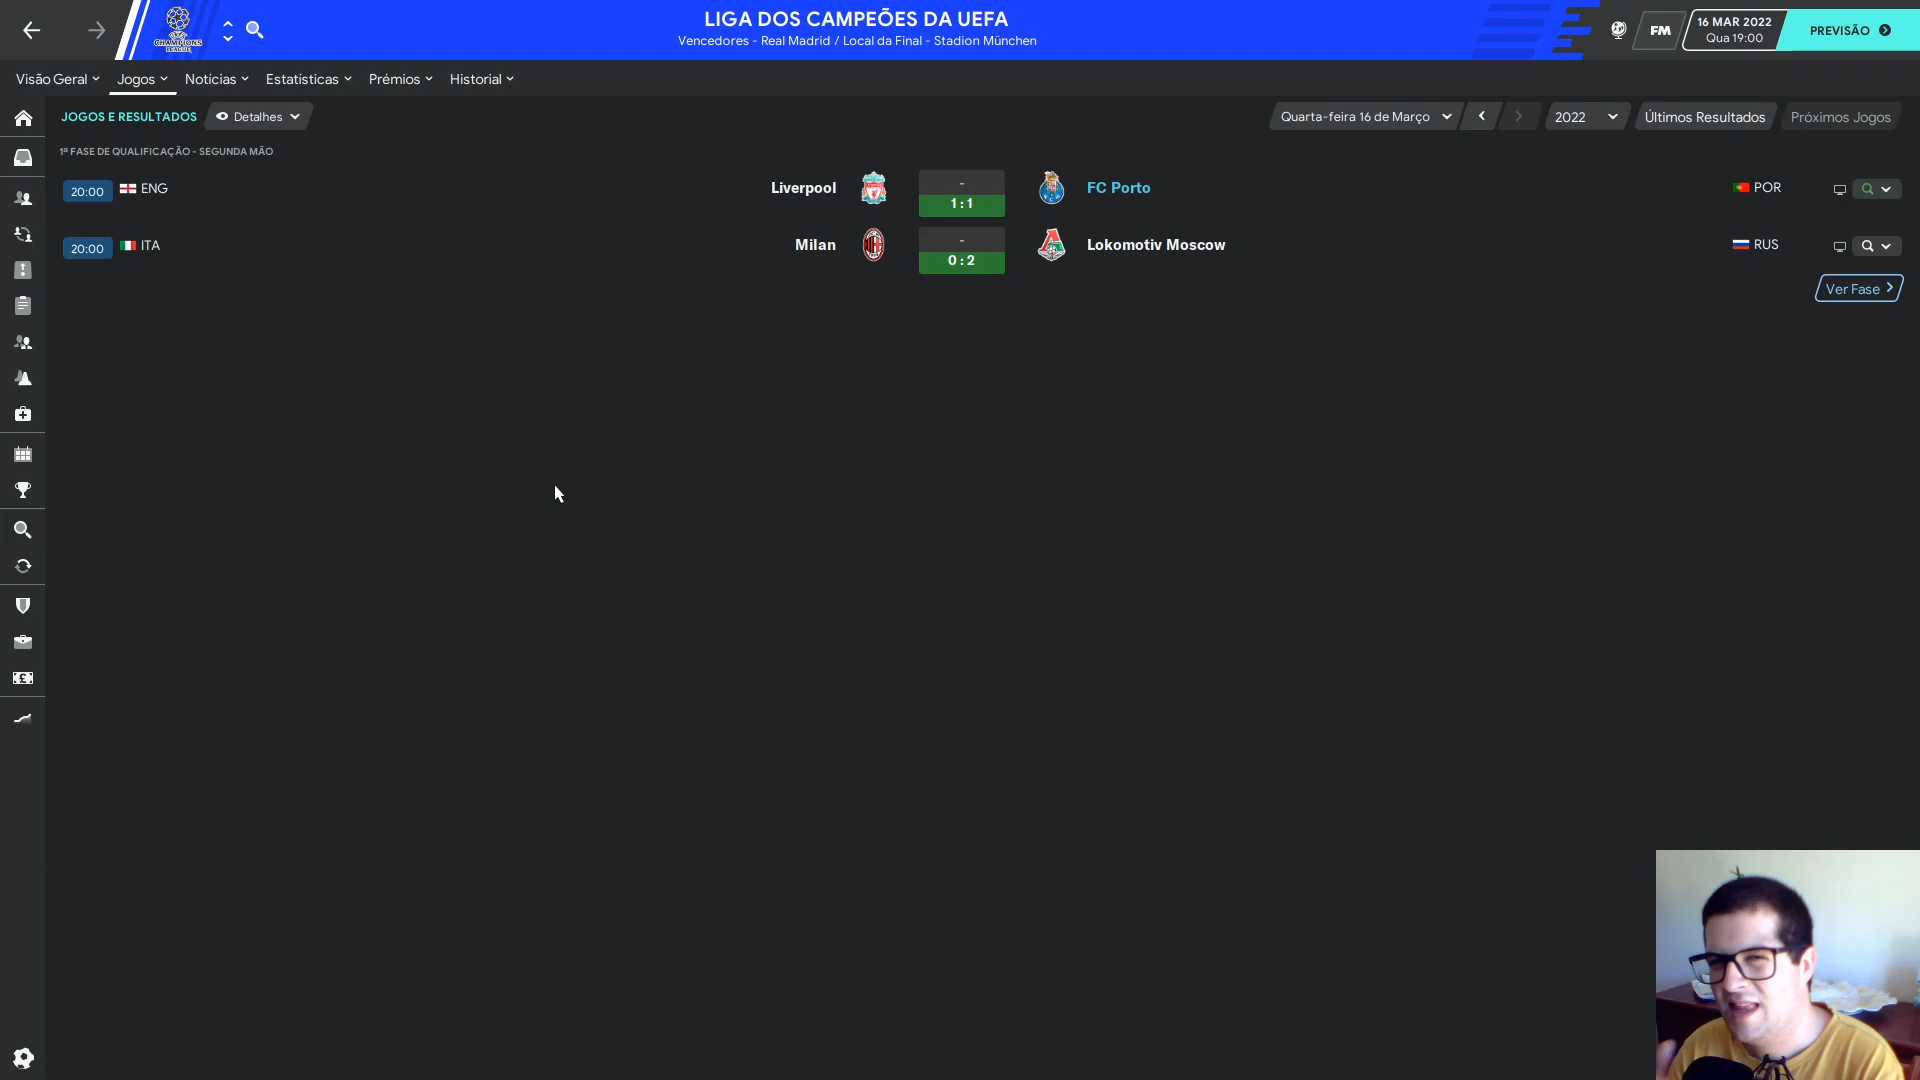 LIGA DOS CAMPEÕES DA UEFA
Vencedores - Real Madrid / Local da Final - Stadion München
CHAMPIONS
LEAGUE
FM
16 MAR 2022
Qua 19:00
PREVISÃO
Visão Geral
Jogos
Notícias
Estatísticas
Prémios
Historial
JOGOS E RESULTADOS
Detalhes
Quarta-feira 16 de Março
2022
Últimos Resultados
Próximos Jogos
1ª FASE DE QUALIFICAÇÃO - SEGUNDA MÃO
20:00 ENG Liverpool - FC Porto POR
1 : 1
20:00 ITA Milan - Lokomotiv Moscow RUS
0 : 2
Ver Fase